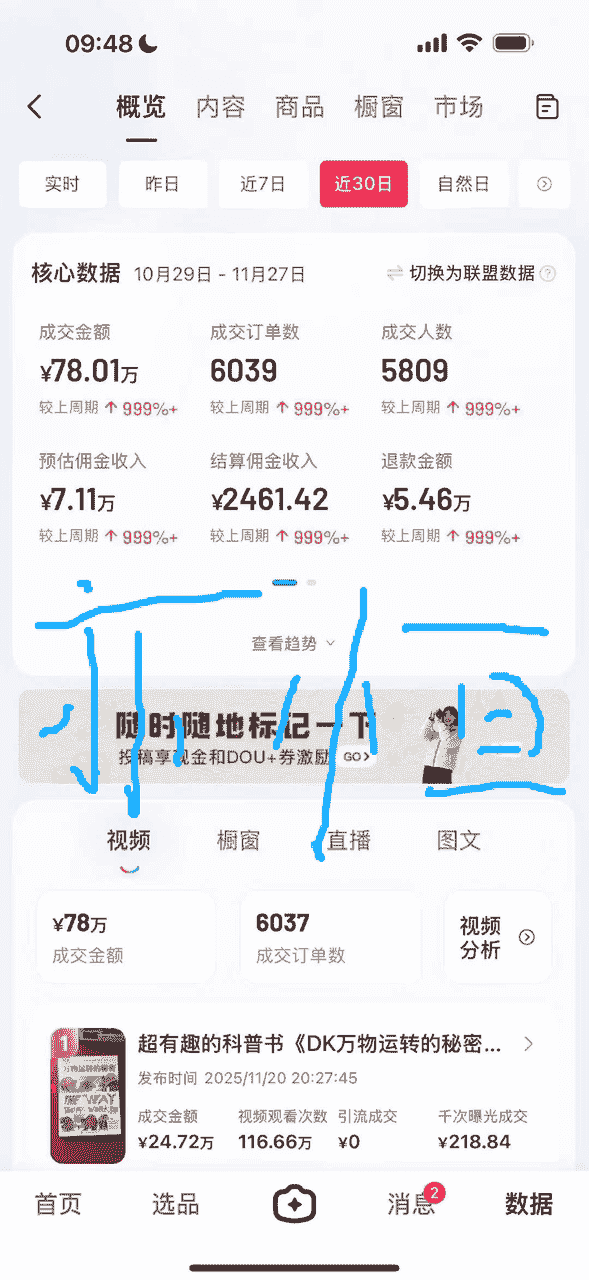 09:48
概览 内容 商品 橱窗 市场
实时 昨日 近7日 近30日 自然日
核心数据 10月29日 - 11月27日 切换为联盟数据
成交金额 成交订单数 成交人数
¥78.01万 6039 5809
较上周期 ↑ 999%+ 较上周期 ↑ 999%+ 较上周期 ↑ 999%+
预估佣金收入 结算佣金收入 退款金额
¥7.11万 ¥2461.42 ¥5.46万
较上周期 ↑ 999%+ 较上周期 ↑ 999%+ 较上周期 ↑ 999%+
查看趋势
亦恒
随时随地标记一下
投稿享现金和DOU+券激励 GO>
视频 橱窗 直播 图文
¥78万 6037 视频
成交金额 成交订单数 分析
1 超有趣的科普书《DK万物运转的秘密...
发布时间 2025/11/20 20:27:45
成交金额 视频观看次数 引流成交 千次曝光成交
¥24.72万 116.66万 ¥0 ¥218.84
首页 选品 消息 2 数据